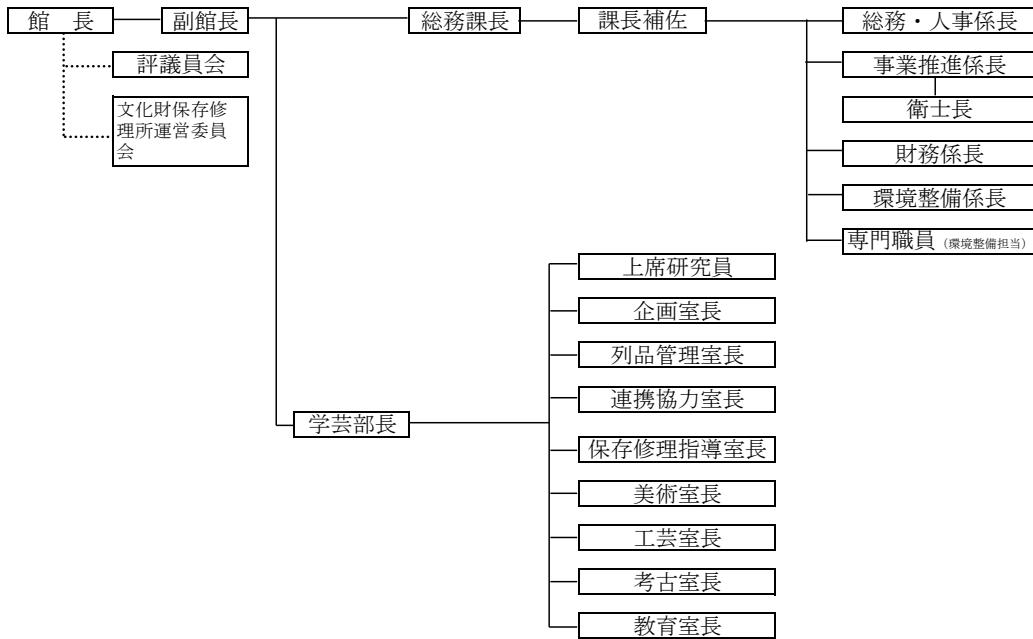 館　長
副館長
総務課長
課長補佐
総務・人事係長
評議員会
事業推進係長
文化財保存修
理所運営委員
会
衛士長
財務係長
環境整備係長
専門職員（環境整備担当）
上席研究員
企画室長
列品管理室長
連携協力室長
学芸部長
保存修理指導室長
美術室長
工芸室長
考古室長
教育室長